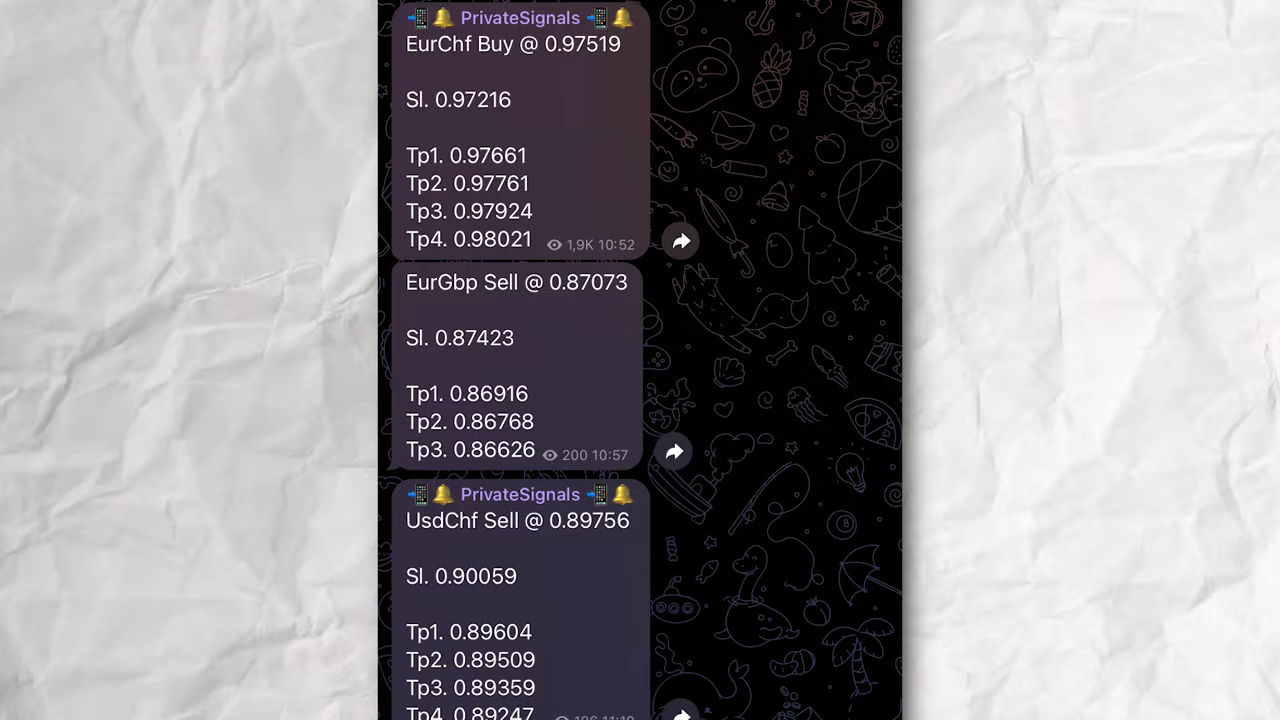 📲🔔 PrivateSignals 📲🔔
EurChf Buy @ 0.97519
Sl. 0.97216
Tp1. 0.97661
Tp2. 0.97761
Tp3. 0.97924
Tp4. 0.98021
1,9K 10:52
EurGbp Sell @ 0.87073
Sl. 0.87423
Tp1. 0.86916
Tp2. 0.86768
Tp3. 0.86626
200 10:57
📲🔔 PrivateSignals 📲🔔
UsdChf Sell @ 0.89756
Sl. 0.90059
Tp1. 0.89604
Tp2. 0.89509
Tp3. 0.89359
Tp4. 0.89247